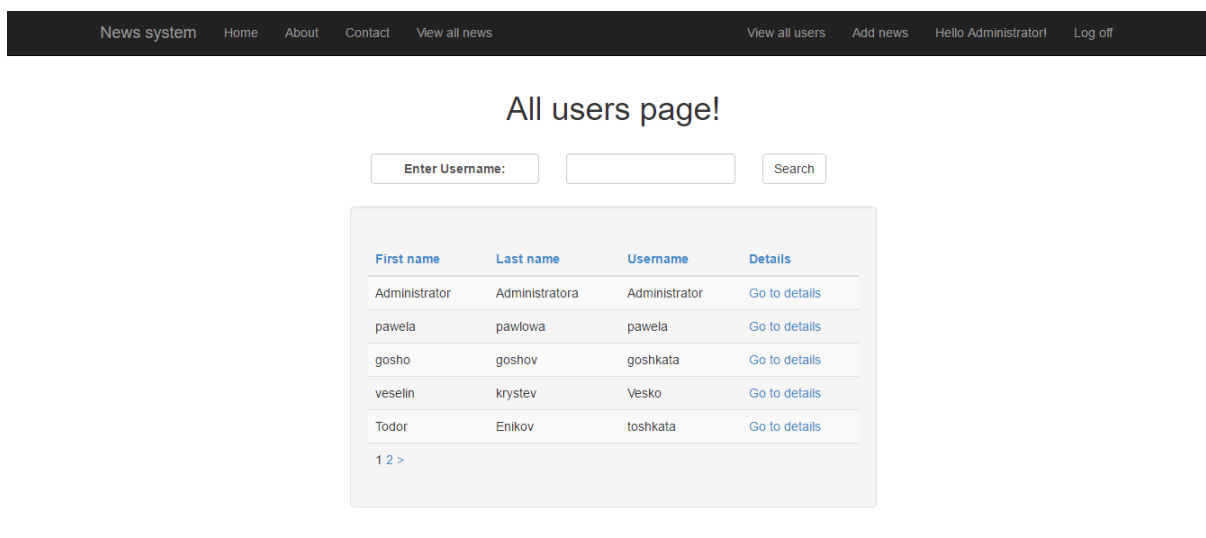 News system Home About Contact View all news View all users Add news Hello Administrator! Log off
All users page!
Enter Username: Search
First name Last name Username Details
Administrator Administratora Administrator Go to details
pawela pawlowa pawela Go to details
gosho goshov goshkata Go to details
veselin krystev Vesko Go to details
Todor Enikov toshkata Go to details
1 2 >